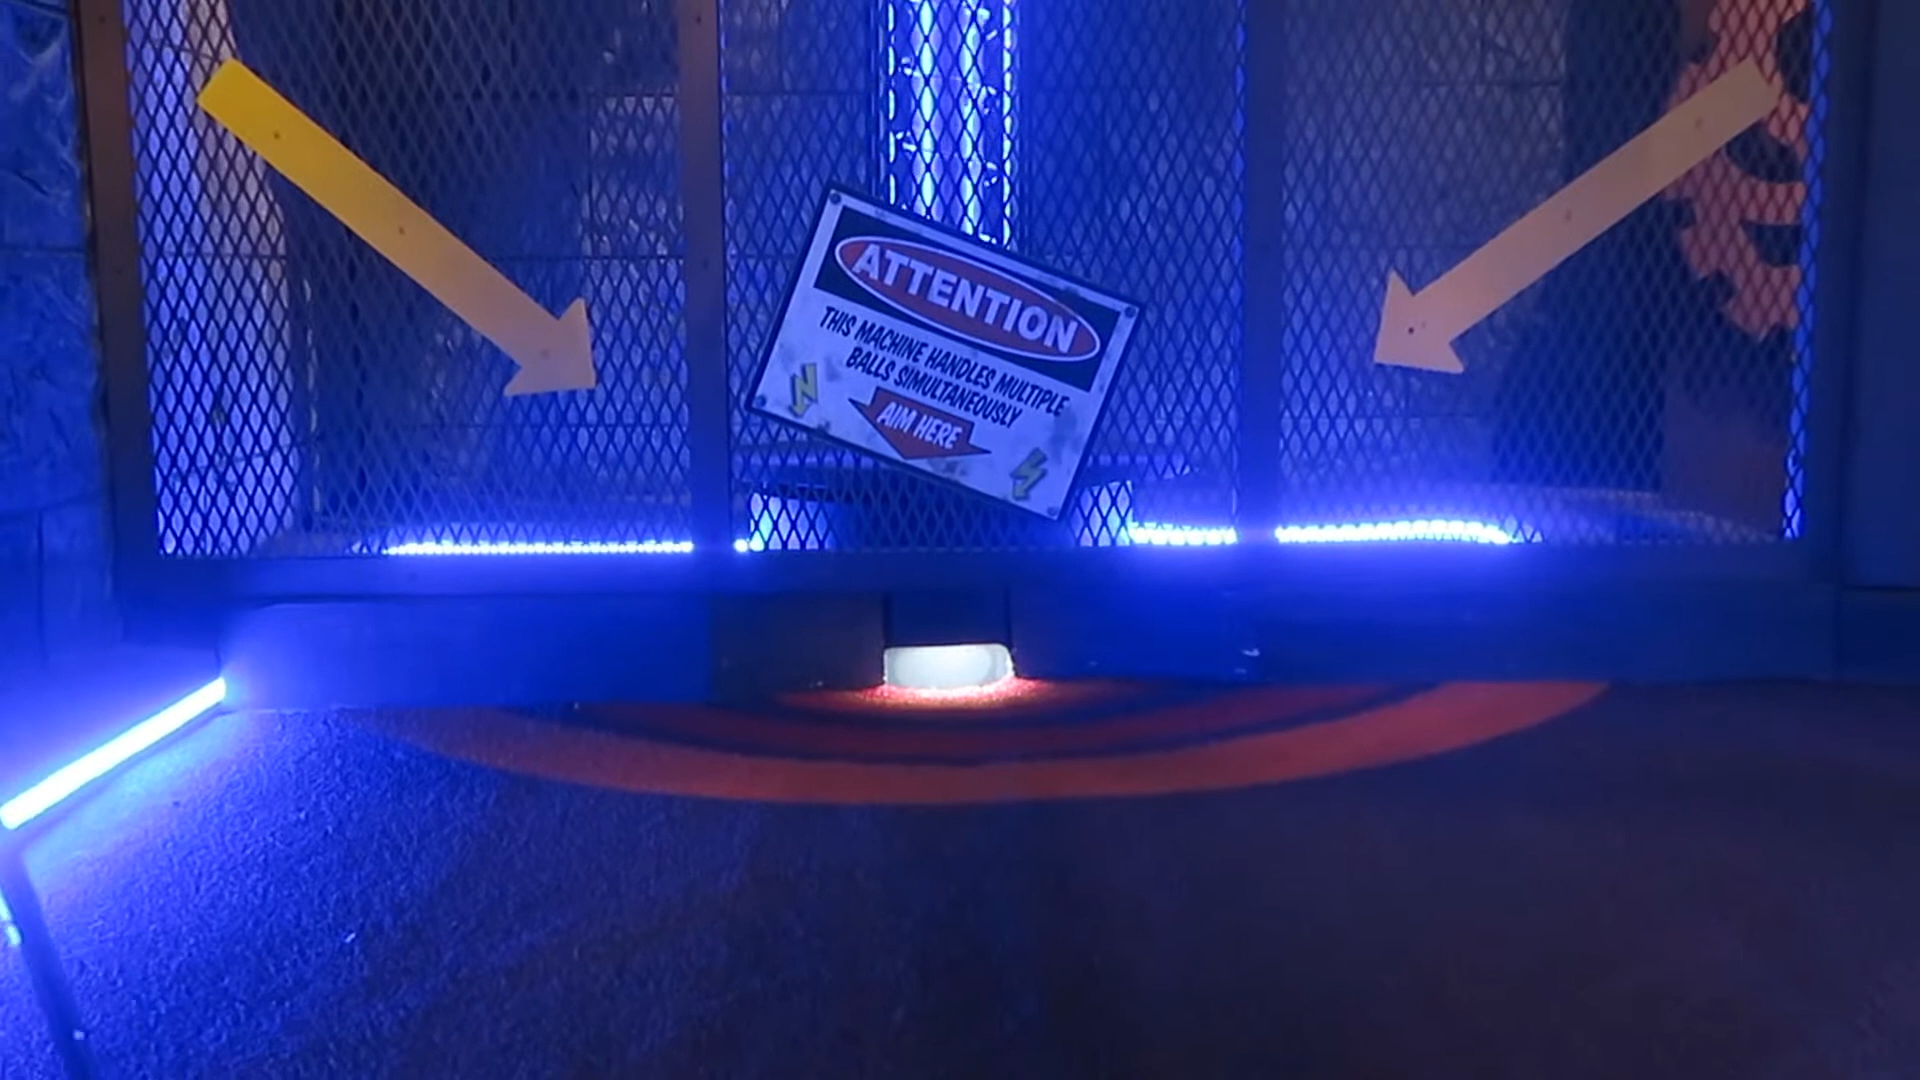 ATTENTION
THIS MACHINE HANDLES MULTIPLE
BALLS SIMULTANEOUSLY
AIM HERE